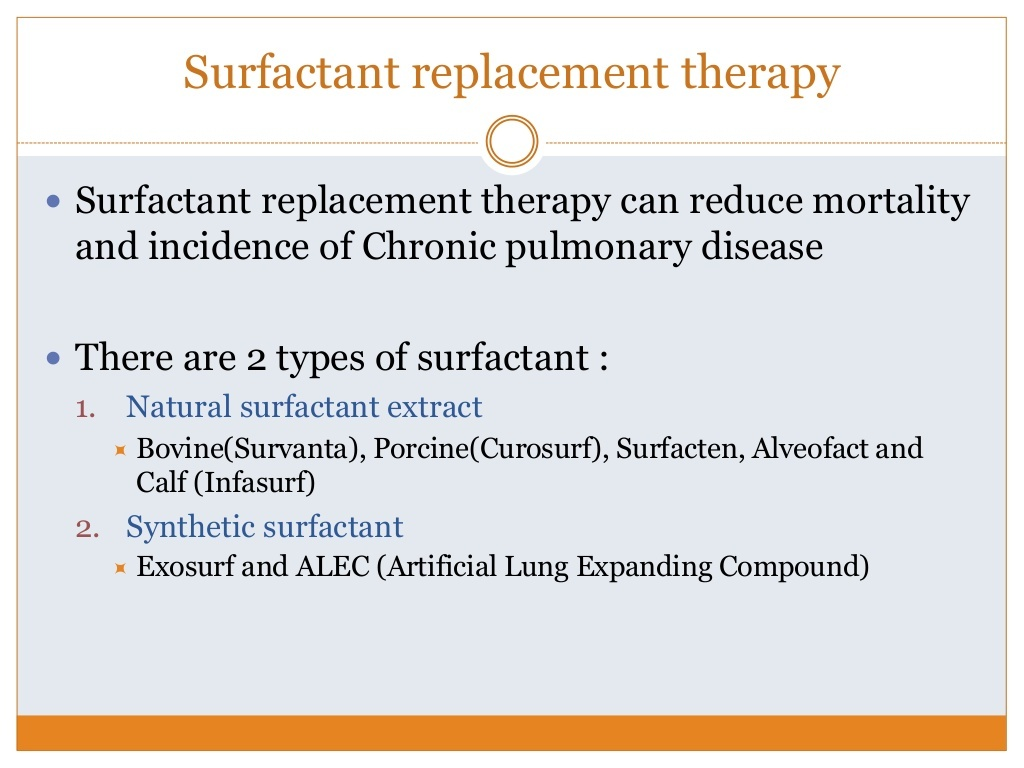 Surfactant replacement therapy
• Surfactant replacement therapy can reduce mortality
and incidence of Chronic pulmonary disease
• There are 2 types of surfactant :
1. Natural surfactant extract
Bovine(Survanta), Porcine(Curosurf), Surfacten, Alveofact and
Calf (Infasurf)
2. Synthetic surfactant
Exosurf and ALEC (Artificial Lung Expanding Compound)